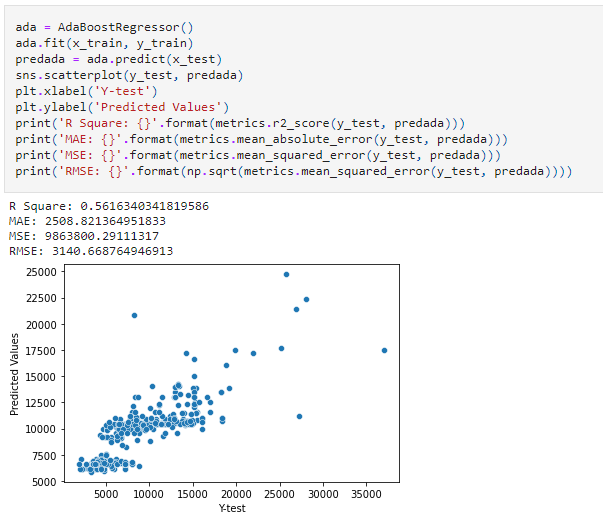 ada = AdaBoostRegressor()
ada.fit(x_train, y_train)
predada = ada.predict(x_test)
sns.scatterplot(y_test, predada)
plt.xlabel('Y-test')
plt.ylabel('Predicted Values')
print('R Square: {}'.format(metrics.r2_score(y_test, predada)))
print('MAE: {}'.format(metrics.mean_absolute_error(y_test, predada)))
print('MSE: {}'.format(metrics.mean_squared_error(y_test, predada)))
print('RMSE: {}'.format(np.sqrt(metrics.mean_squared_error(y_test, predada))))
R Square: 0.5616340341819586
MAE: 2508.821364951833
MSE: 9863800.29111317
RMSE: 3140.668764946913
25000
22500
20000
17500
15000
12500
10000
7500
5000
Predicted Values
5000 10000 15000 20000 25000 30000 35000
Y-test